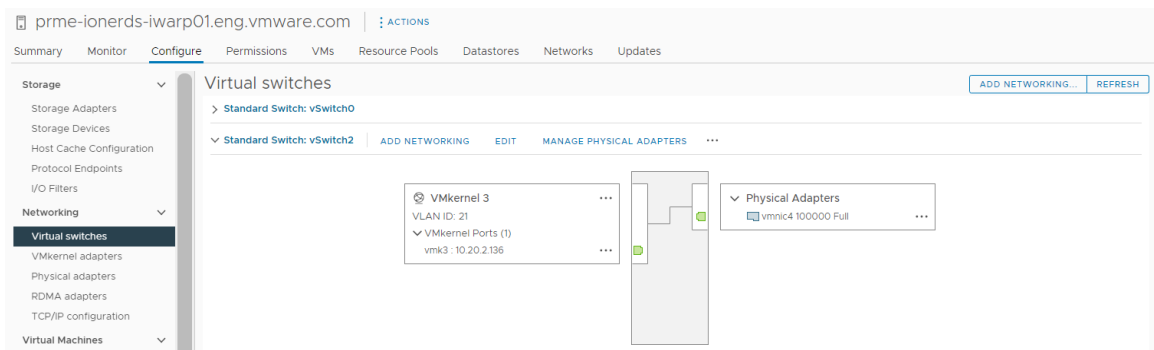 prme-ionerds-iwarp01.eng.vmware.com ACTIONS
Summary Monitor Configure Permissions VMs Resource Pools Datastores Networks Updates
Storage
Storage Adapters
Storage Devices
Host Cache Configuration
Protocol Endpoints
I/O Filters
Networking
Virtual switches
VMkernel adapters
Physical adapters
RDMA adapters
TCP/IP configuration
Virtual Machines
Virtual switches
ADD NETWORKING... REFRESH
Standard Switch: vSwitch0
Standard Switch: vSwitch2 ADD NETWORKING EDIT MANAGE PHYSICAL ADAPTERS ...
VMkernel 3 ...
VLAN ID: 21
VMkernel Ports (1)
vmk3 : 10.20.2.136 ...
Physical Adapters
vmnic4 100000 Full ...